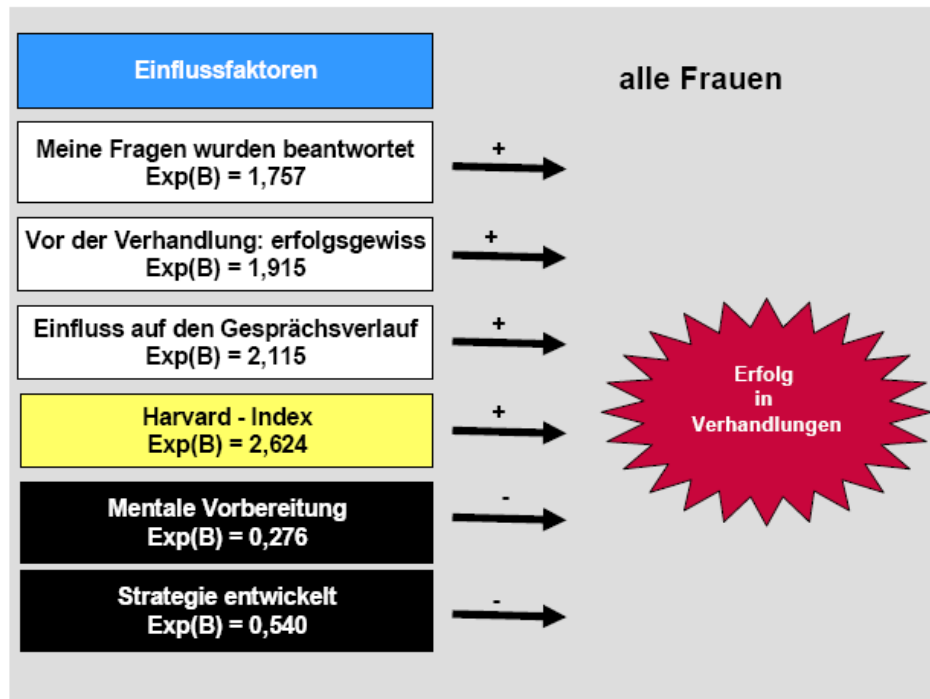 Einflussfaktoren
alle Frauen
Meine Fragen wurden beantwortet
Exp(B) = 1,757
+
Vor der Verhandlung: erfolgsgewiss
Exp(B) = 1,915
+
Einfluss auf den Gesprächsverlauf
Exp(B) = 2,115
+
Harvard - Index
Exp(B) = 2,624
+
Mentale Vorbereitung
Exp(B) = 0,276
-
Strategie entwickelt
Exp(B) = 0,540
-
Erfolg
in
Verhandlungen